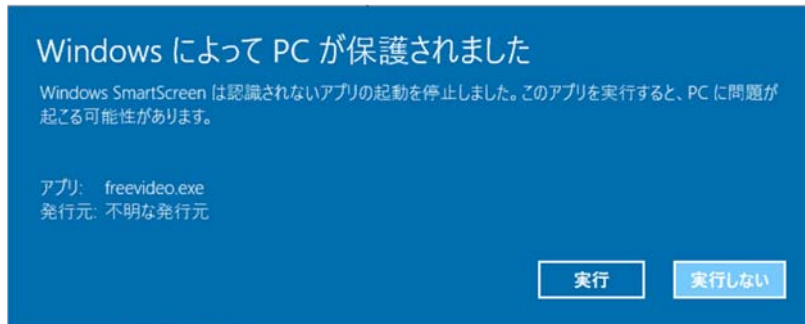 Windows によって PC が保護されました
Windows SmartScreen は認識されないアプリの起動を停止しました。このアプリを実行すると、PC に問題が
起こる可能性があります。
アプリ: freevideo.exe
発行元: 不明な発行元
実行 実行しない